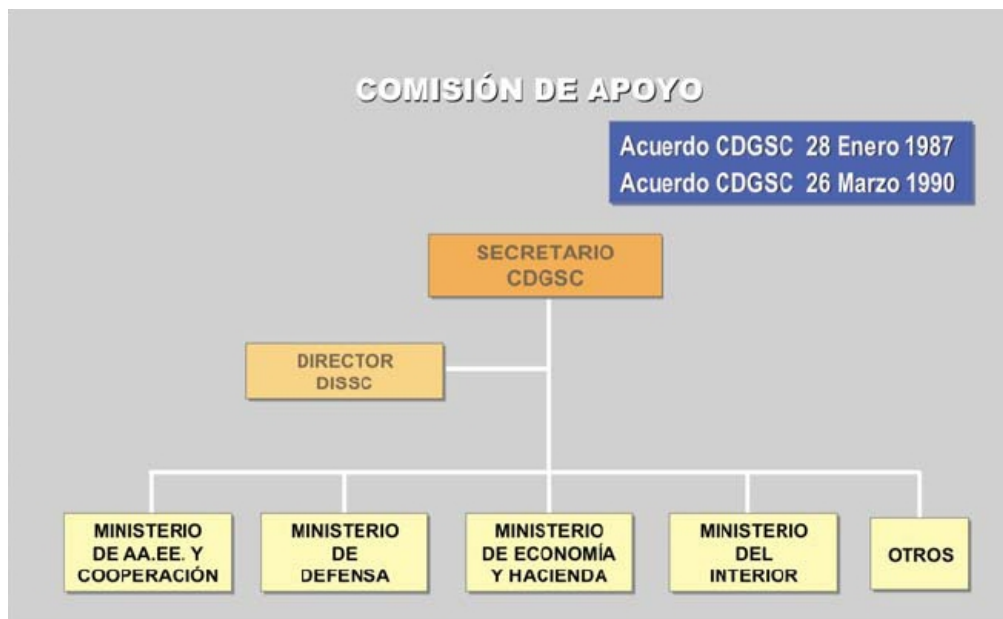 COMISIÓN DE APOYO
Acuerdo CDGSC 28 Enero 1987
Acuerdo CDGSC 26 Marzo 1990
SECRETARIO
CDGSC
DIRECTOR
DISSC
MINISTERIO
DE AA.EE. Y
COOPERACIÓN
MINISTERIO
DE
DEFENSA
MINISTERIO
DE ECONOMÍA
Y HACIENDA
MINISTERIO
DEL
INTERIOR
OTROS